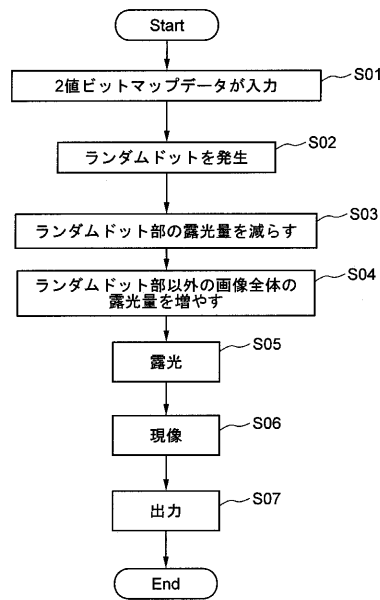 Start
2値ビットマップデータが入力
S01
ランダムドットを発生
S02
ランダムドット部の露光量を減らす
S03
ランダムドット部以外の画像全体の
露光量を増やす
S04
露光
S05
現像
S06
出力
S07
End